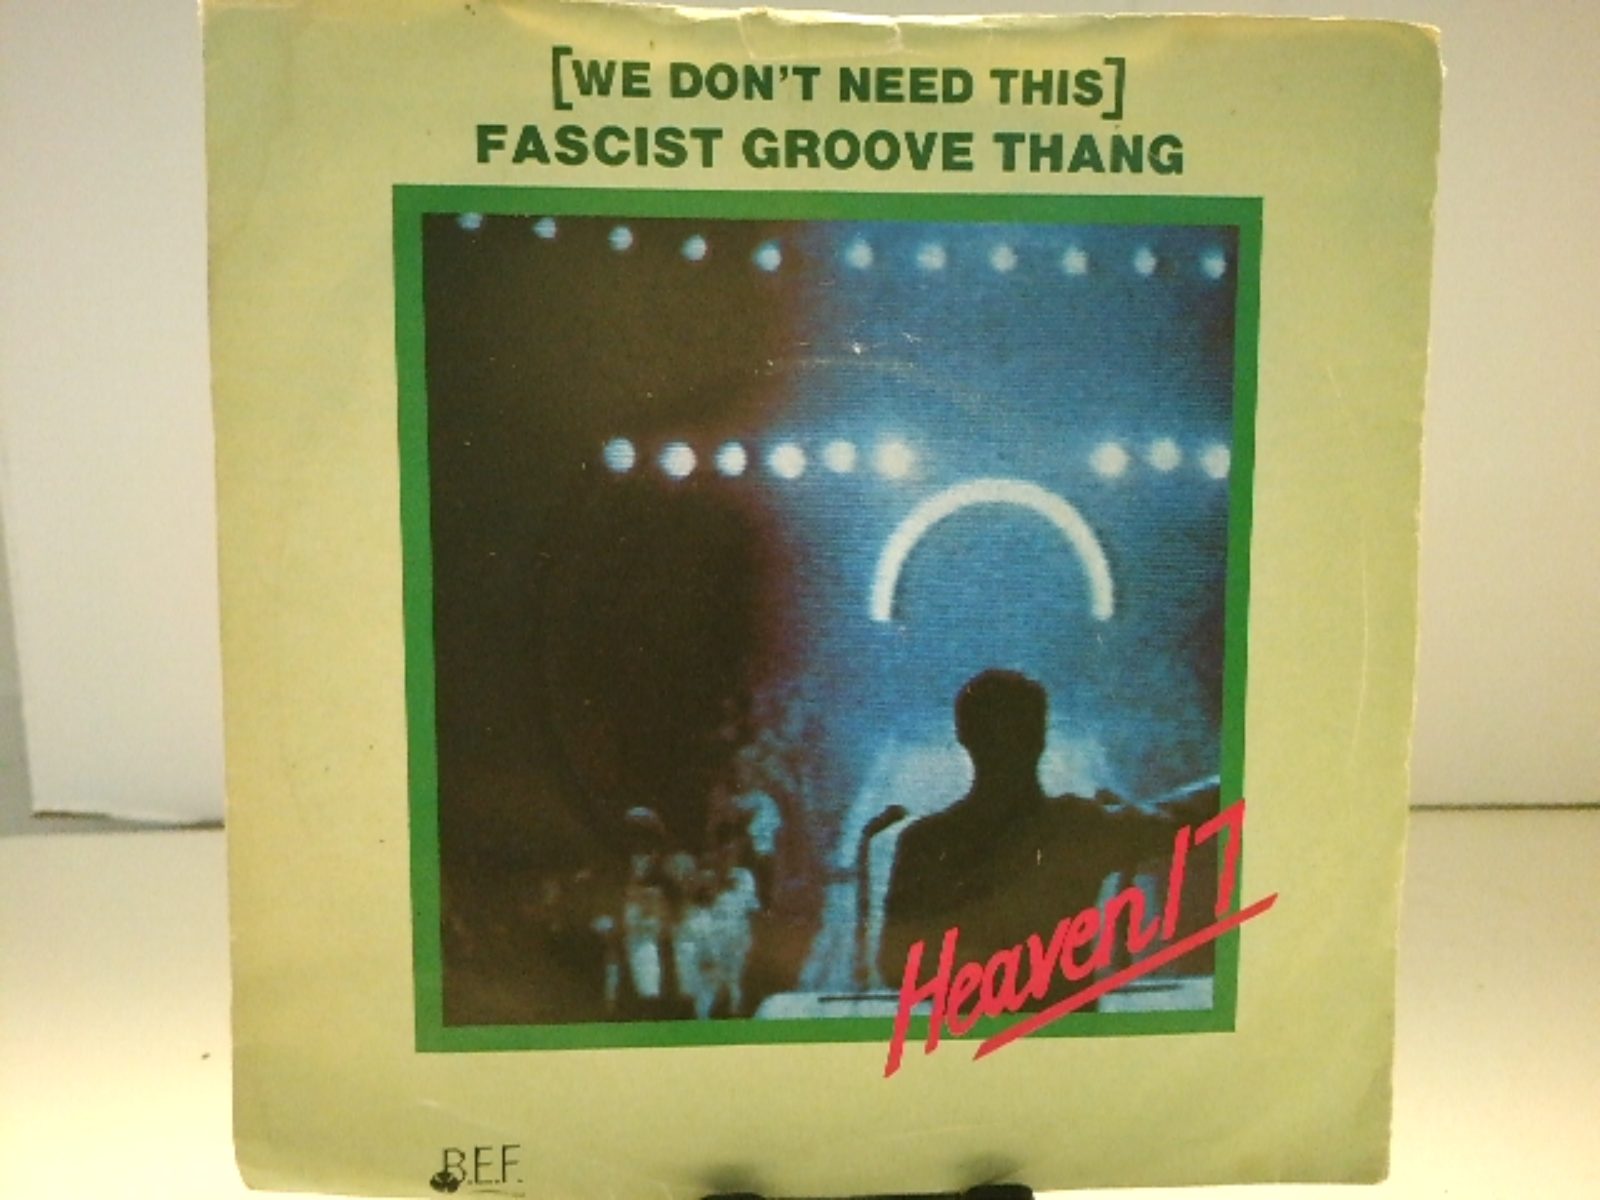 [WE DON'T NEED THIS]
FASCIST GROOVE THANG
Heaven 17
B.E.F.